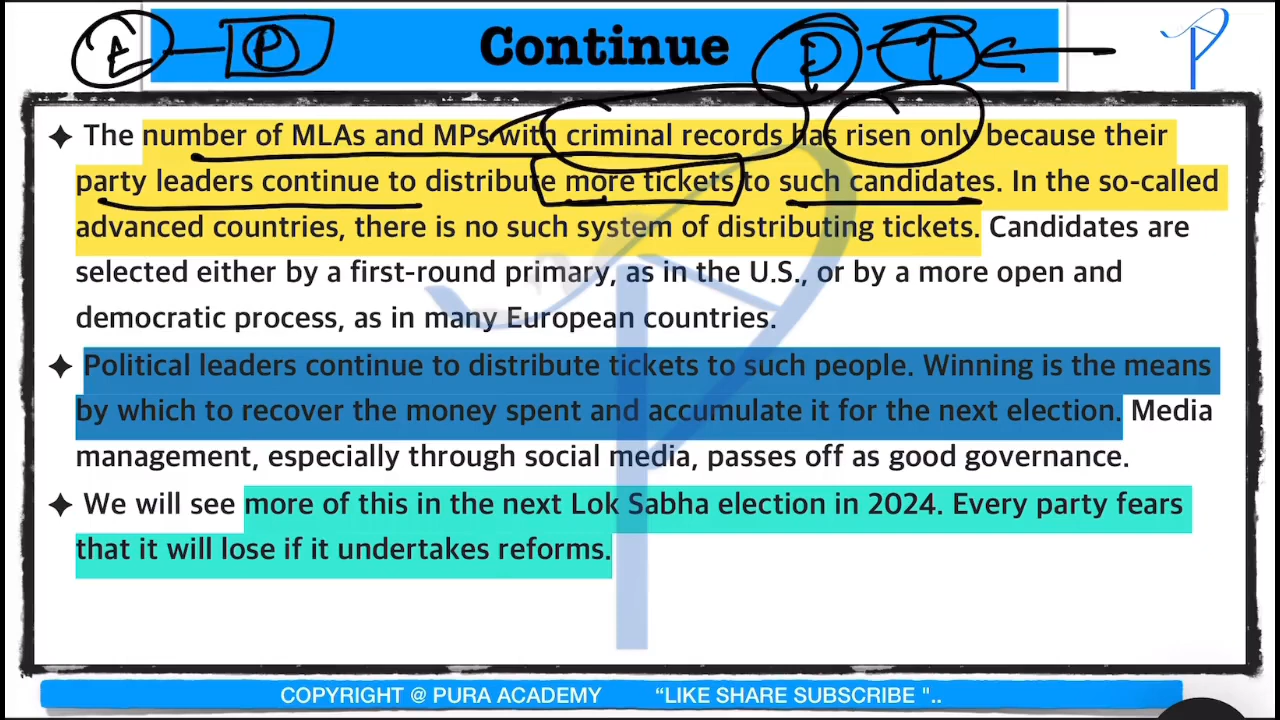 Continue
✦ The number of MLAs and MPs with criminal records has risen only because their
party leaders continue to distribute more tickets to such candidates. In the so-called
advanced countries, there is no such system of distributing tickets. Candidates are
selected either by a first-round primary, as in the U.S., or by a more open and
democratic process, as in many European countries.
✦ Political leaders continue to distribute tickets to such people. Winning is the means
by which to recover the money spent and accumulate it for the next election. Media
management, especially through social media, passes off as good governance.
✦ We will see more of this in the next Lok Sabha election in 2024. Every party fears
that it will lose if it undertakes reforms.
COPYRIGHT @ PURA ACADEMY “LIKE SHARE SUBSCRIBE "..